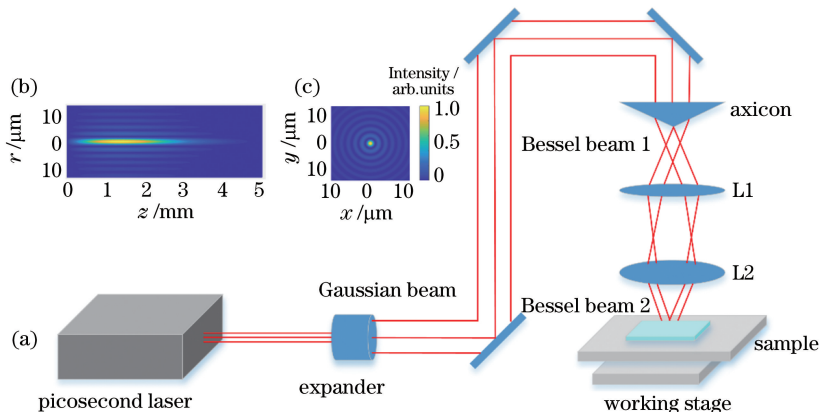 (b)
10
0
10
r /μm
0 1 2 3 4 5
z /mm
(c)
10
0
10
y /μm
10 0 10
x /μm
Intensity /
arb.units
1.0
0.5
0
axicon
Bessel beam 1
L1
L2
Gaussian beam
Bessel beam 2
(a)
sample
expander
picosecond laser
working stage